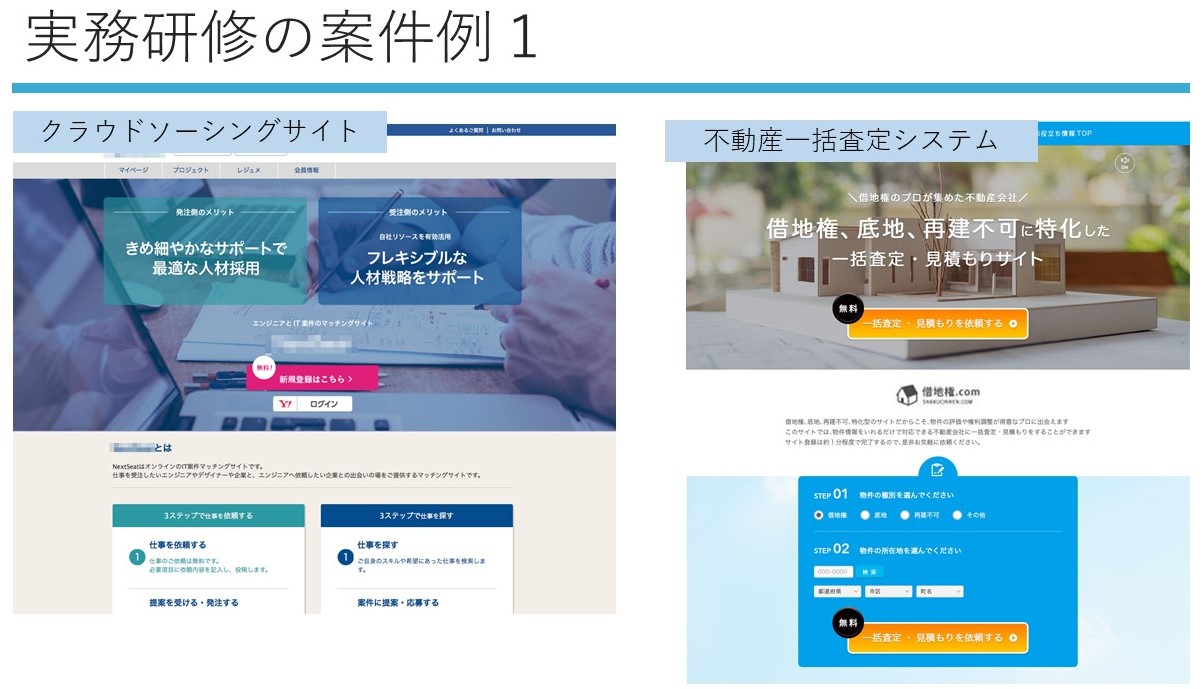 実務研修の案件例１
クラウドソーシングサイト
よくあるご質問 | お問い合わせ
マイページ
プロジェクト
レジュメ
会員情報
発注側のメリット
きめ細やかなサポートで
最適な人材採用
受注側のメリット
自社リソースを有効活用
フレキシブルな
人材戦略をサポート
エンジニアとIT案件のマッチングサイト
無料!
新規登録はこちら
Y!
ログイン
とは
NextSeatはオンラインのIT案件マッチングサイトです。
仕事を受注したいエンジニアやデザイナーや企業と、エンジニアへ依頼したい企業との出会いの場をご提供するマッチングサイトです。
3ステップで仕事を依頼する
1
仕事を依頼する
仕事のご依頼は無料です。
必要項目に依頼内容を記入し、投稿します。
提案を受ける・発注する
3ステップで仕事を探す
1
仕事を探す
ご自身のスキルや希望にあった仕事を検索しま
す。
案件に提案・応募する
不動産一括査定システム
役立ち情報 TOP
ON
＼借地権のプロが集めた不動産会社／
借地権、底地、再建不可に特化した
一括査定・見積もりサイト
無料
一括査定 ・ 見積もりを依頼する
借地権.com
SHAKUCHIKEN.COM
借地権、底地、再建不可、特化型のサイトだからこそ、物件の評価や権利調整が得意なプロに出会えます
このサイトでは、物件情報をいれるだけで対応できる不動産会社に一括査定・見積もりをすることができます
サイト登録は約1分程度で完了するので、是非お気軽に依頼ください。
STEP 01 物件の種別を選んでください
借地権 底地 再建不可 その他
STEP 02 物件の所在地を選んでください
000-0000 検索
都道府県 市区 町名
無料
一括査定 ・ 見積もりを依頼する